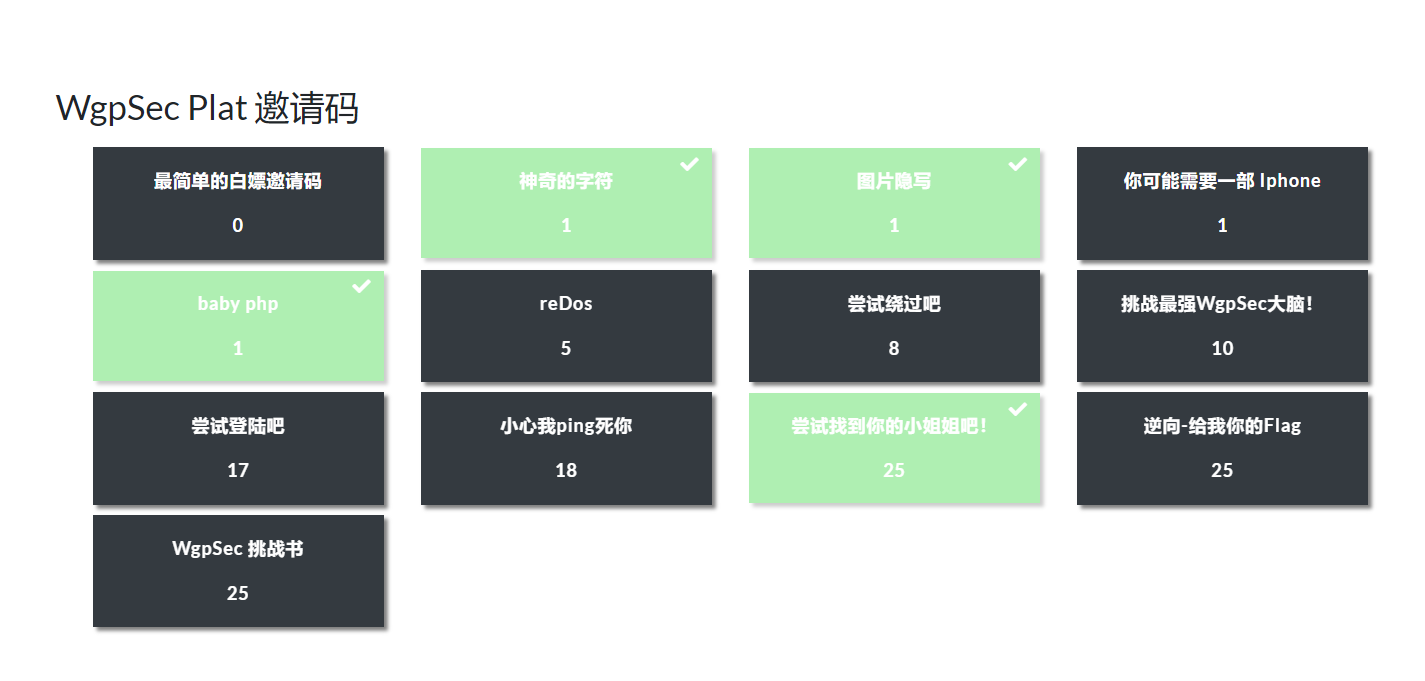 WgpSec Plat 邀请码
最简单的白嫖邀请码
0
神奇的字符
1
图片隐写
1
你可能需要一部 Iphone
1
baby php
1
reDos
5
尝试绕过吧
8
挑战最强WgpSec大脑！
10
尝试登陆吧
17
小心我ping死你
18
尝试找到你的小姐姐吧！
25
逆向-给我你的Flag
25
WgpSec 挑战书
25